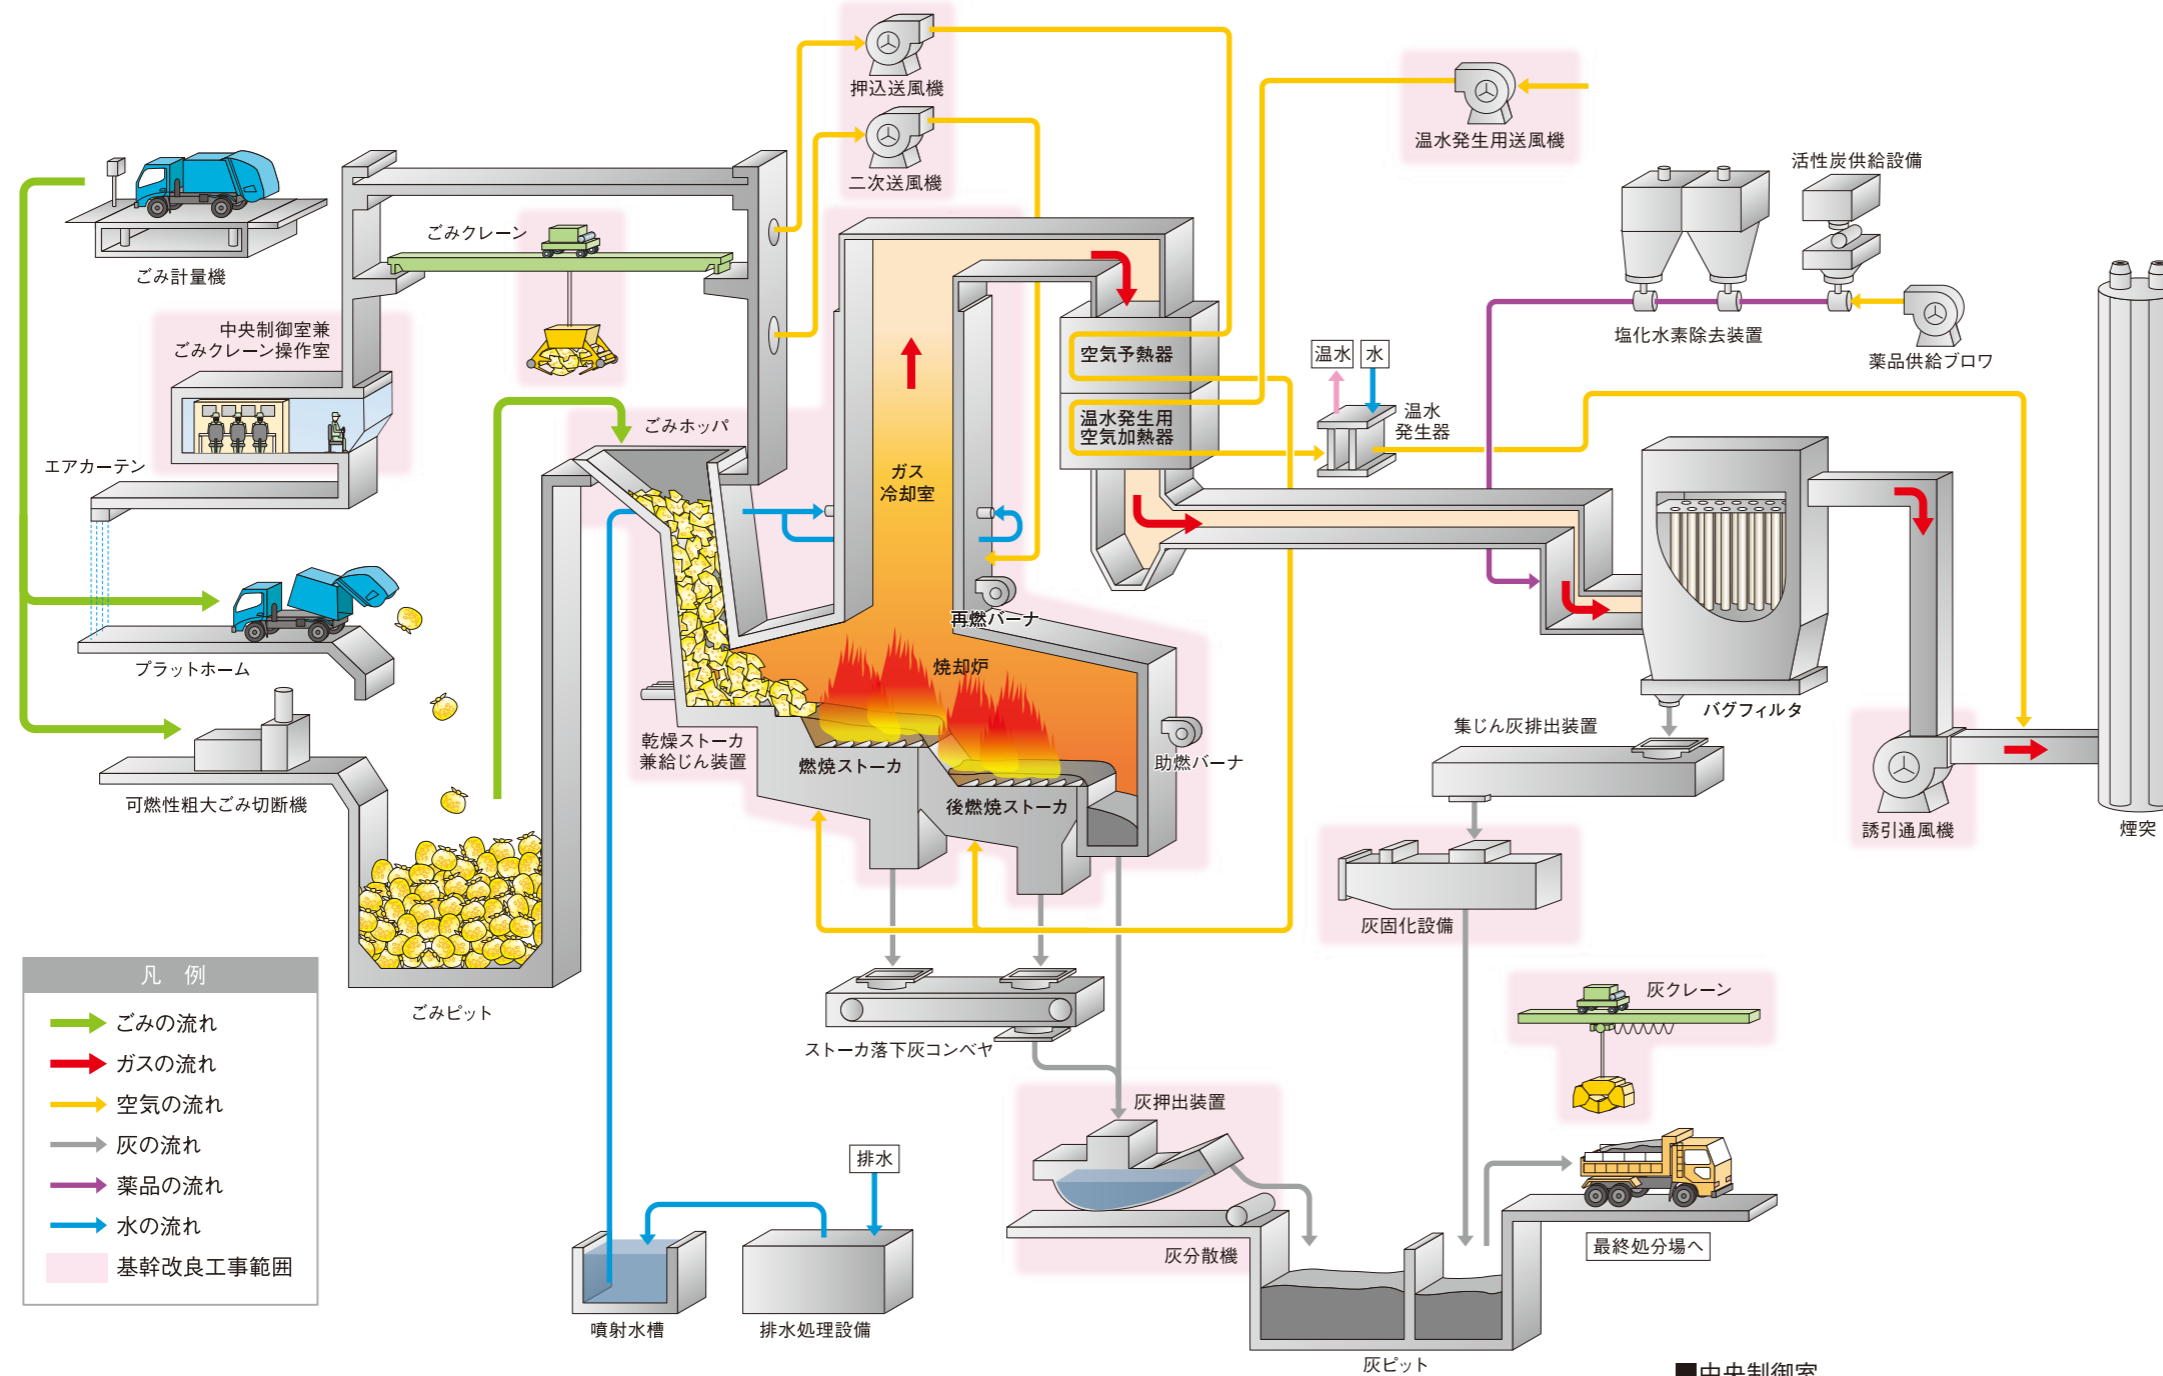 押込送風機
二次送風機
温水発生用送風機
活性炭供給設備
塩化水素除去装置
薬品供給ブロワ
ごみ計量機
ごみクレーン
中央制御室兼
ごみクレーン操作室
エアカーテン
ごみホッパ
ガス
冷却室
空気予熱器
温水発生用
空気加熱器
温水
水
温水
発生器
プラットホーム
再燃バーナ
焼却炉
バグフィルタ
乾燥ストーカ
兼給じん装置
燃焼ストーカ
後燃焼ストーカ
助燃バーナ
集じん灰排出装置
誘引通風機
煙突
可燃性粗大ごみ切断機
灰固化設備
ごみピット
ストーカ落下灰コンベヤ
灰クレーン
灰押出装置
灰分散機
最終処分場へ
排水
噴射水槽
排水処理設備
灰ピット
凡 例
ごみの流れ
ガスの流れ
空気の流れ
灰の流れ
薬品の流れ
水の流れ
基幹改良工事範囲
■中央制御室